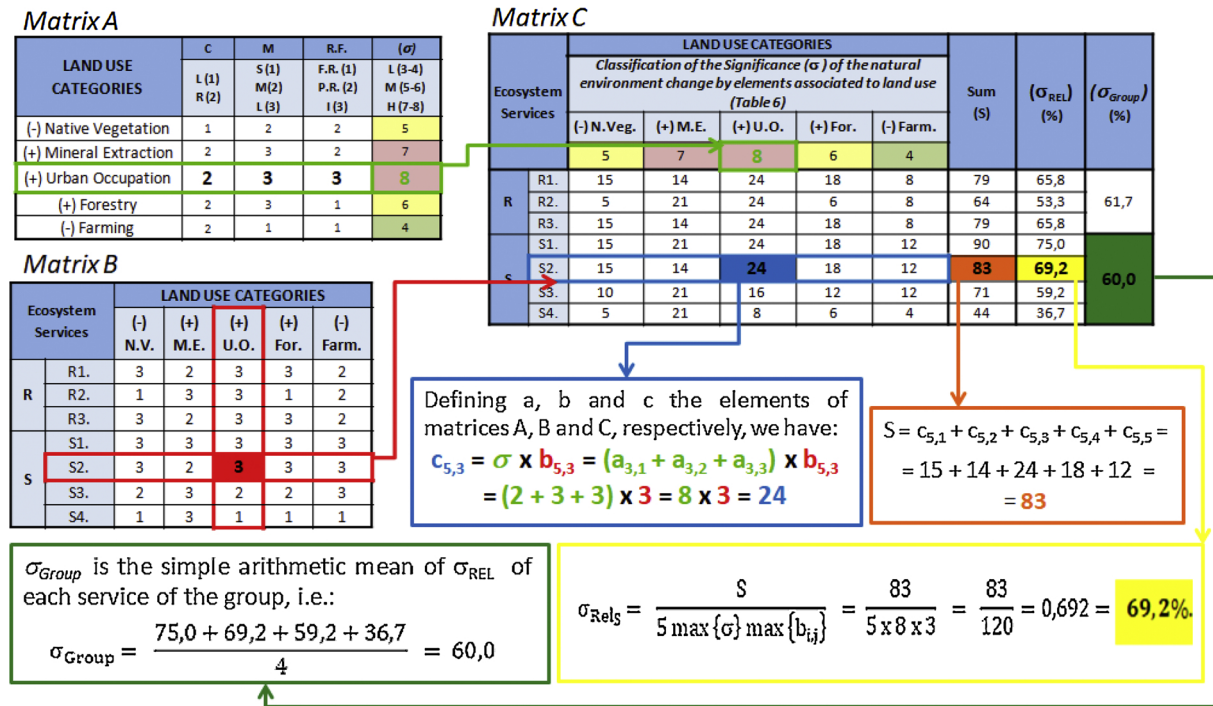 Matrix A
LAND USE CATEGORIES C M R.F. (σ)
L (1) R (2) S (1) M(2) L (3) F.R. (1) P.R. (2) I (3) L (3-4) M (5-6) H (7-8)
(-) Native Vegetation 1 2 2 5
(+) Mineral Extraction 2 3 2 7
(+) Urban Occupation 2 3 3 8
(+) Forestry 2 3 1 6
(-) Farming 2 1 1 4
Matrix B
Ecosystem Services LAND USE CATEGORIES
(-) N.V. (+) M.E. (+) U.O. (+) For. (-) Farm.
R R1. 3 2 3 3 2
R2. 1 3 3 1 2
R3. 3 2 3 3 2
S S1. 3 3 3 3 3
S2. 3 2 3 3 3
S3. 2 3 2 2 3
S4. 1 3 1 1 1
Matrix C
Ecosystem Services LAND USE CATEGORIES Sum (S) (σREL) (%) (σGroup) (%)
Classification of the Significance (σ) of the natural
environment change by elements associated to land use
(Table 6)
(-) N.Veg. (+) M.E. (+) U.O. (+) For. (-) Farm.
5 7 8 6 4
R R1. 15 14 24 18 8 79 65,8 61,7
R2. 5 21 24 6 8 64 53,3
R3. 15 14 24 18 8 79 65,8
S S1. 15 21 24 18 12 90 75,0 60,0
S2. 15 14 24 18 12 83 69,2
S3. 10 21 16 12 12 71 59,2
S4. 5 21 8 6 4 44 36,7
Defining a, b and c the elements of
matrices A, B and C, respectively, we have:
c5,3 = σ x b5,3 = (a3,1 + a3,2 + a3,3) x b5,3
= (2 + 3 + 3) x 3 = 8 x 3 = 24
S = c5,1 + c5,2 + c5,3 + c5,4 + c5,5 =
= 15 + 14 + 24 + 18 + 12 =
= 83
σGroup is the simple arithmetic mean of σREL of
each service of the group, i.e.:
σGroup = (75,0 + 69,2 + 59,2 + 36,7) / 4 = 60,0
σRelS = S / (5 max{σ} max{bi,j}) = 83 / (5 x 8 x 3) = 83 / 120 = 0,692 = 69,2%.